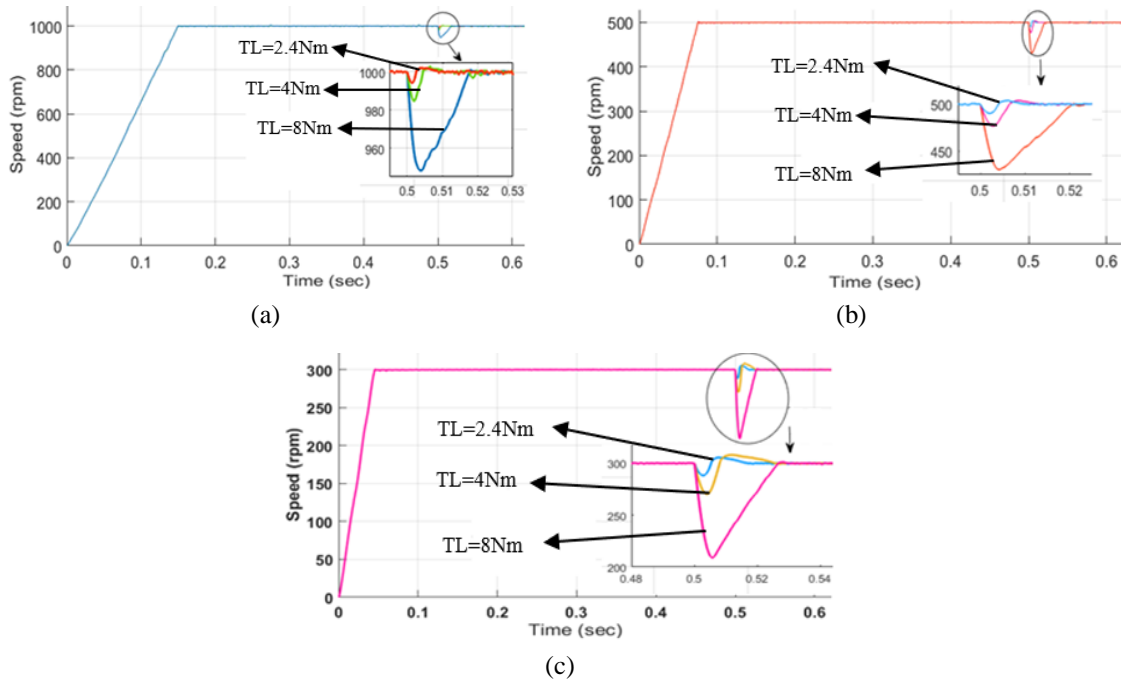 1000
800
600
400
200
0
Speed (rpm)
TL=2.4Nm
TL=4Nm
TL=8Nm
1000
980
960
0.5 0.51 0.52 0.53
0 0.1 0.2 0.3 0.4 0.5 0.6
Time (sec)
(a)
500
400
300
200
100
0
Speed (rpm)
TL=2.4Nm
TL=4Nm
TL=8Nm
500
450
0.5 0.51 0.52
0 0.1 0.2 0.3 0.4 0.5 0.6
Time (sec)
(b)
300
250
200
150
100
50
0
Speed (rpm)
TL=2.4Nm
TL=4Nm
TL=8Nm
300
250
200
0.48 0.5 0.52 0.54
0 0.1 0.2 0.3 0.4 0.5 0.6
Time (sec)
(c)